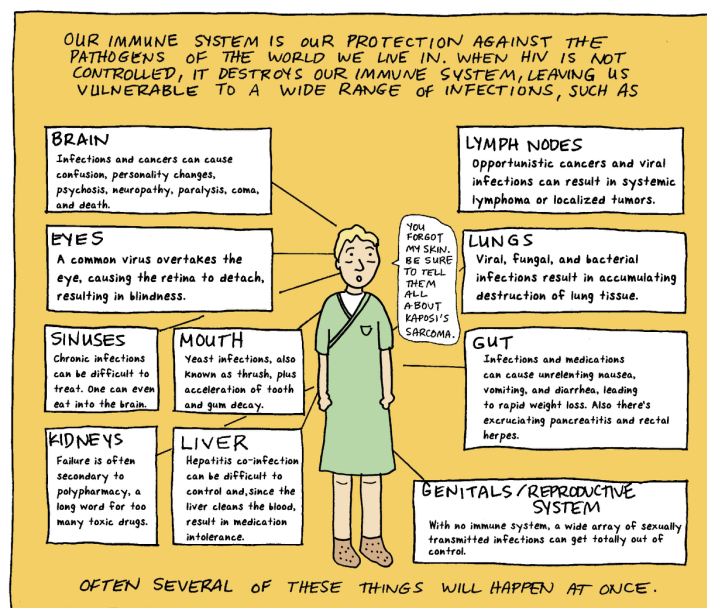 OUR IMMUNE SYSTEM IS OUR PROTECTION AGAINST THE
PATHOGENS OF THE WORLD WE LIVE IN. WHEN HIV IS NOT
CONTROLLED, IT DESTROYS OUR IMMUNE SYSTEM, LEAVING US
VULNERABLE TO A WIDE RANGE OF INFECTIONS, SUCH AS
BRAIN
Infections and cancers can cause
confusion, personality changes,
psychosis, neuropathy, paralysis, coma,
and death.
LYMPH NODES
Opportunistic cancers and viral
infections can result in systemic
lymphoma or localized tumors.
EYES
A common virus overtakes the
eye, causing the retina to detach,
resulting in blindness.
YOU
FORGOT
MY SKIN.
BE SURE
TO TELL
THEM
ALL
ABOUT
KAPOSI'S
SARCOMA.
LUNGS
Viral, fungal, and bacterial
infections result in accumulating
destruction of lung tissue.
SINUSES
Chronic infections
can be difficult to
treat. One can even
eat into the brain.
MOUTH
Yeast infections, also
known as thrush, plus
acceleration of tooth
and gum decay.
GUT
Infections and medications
can cause unrelenting nausea,
vomiting, and diarrhea, leading
to rapid weight loss. Also there's
excruciating pancreatitis and rectal
herpes.
KIDNEYS
Failure is often
secondary to
polypharmacy, a
long word for too
many toxic drugs.
LIVER
Hepatitis co-infection
can be difficult to
control and, since the
liver cleans the blood,
result in medication
intolerance.
GENITALS/REPRODUCTIVE
SYSTEM
With no immune system, a wide array of sexually
transmitted infections can get totally out of
control.
OFTEN SEVERAL OF THESE THINGS WILL HAPPEN AT ONCE.